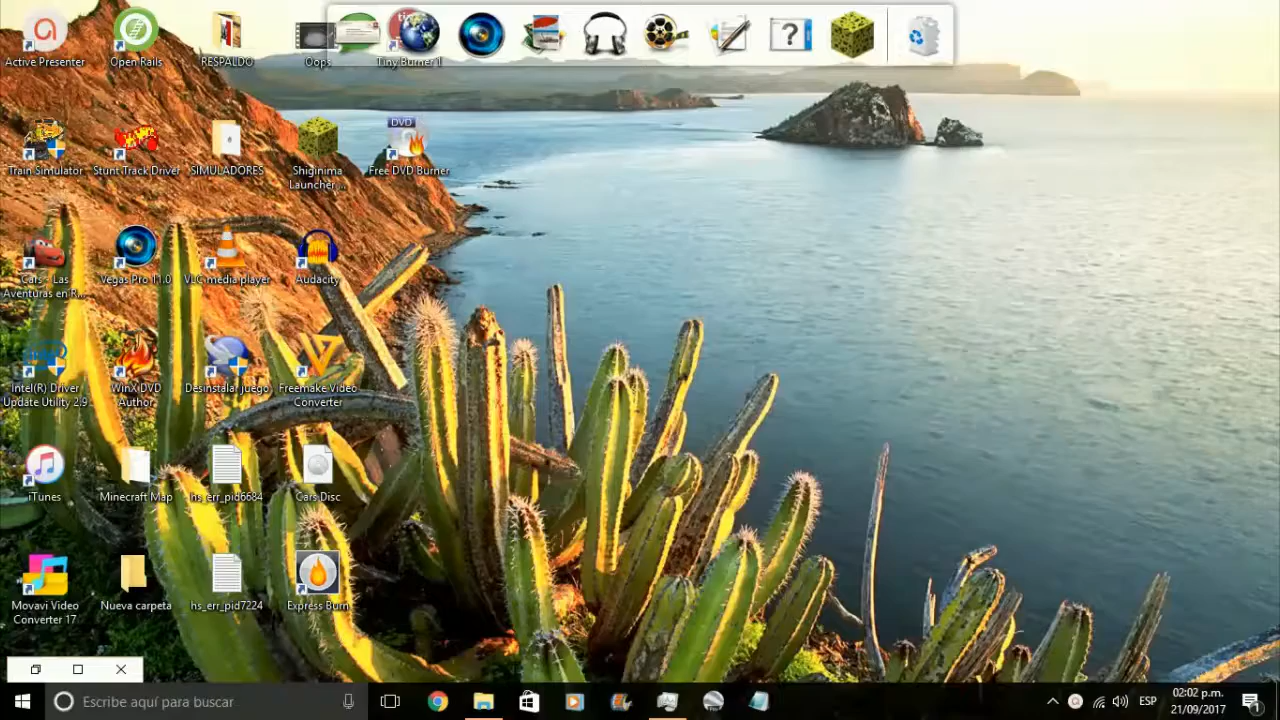 Active Presenter
Open Rails
RESPALDO
Oops
Tiny Burner 1
?
DVD
Train Simulator
Stunt Track Driver
SIMULADORES
Shiginima
Launcher ...
Free DVD Burner
Cars - Las
Aventuras en R...
Vegas Pro 11.0
VLC media player
Audacity
Intel(R) Driver
Update Utility 2.9
WinX DVD
Author
Desinstalar juego
Freemake Video
Converter
iTunes
Minecraft Map
hs_err_pid6684
Cars Disc
Movavi Video
Converter 17
Nueva carpeta
hs_err_pid7224
Express Burn
Escribe aquí para buscar
ESP
02:02 p.m.
21/09/2017
1